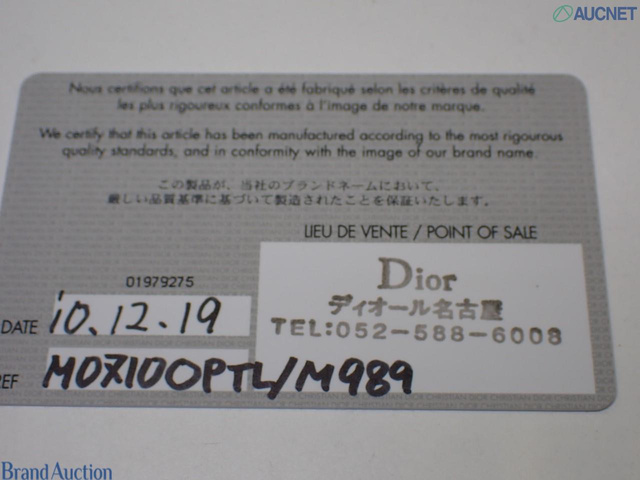 AUCNET
Nous certifions que cet article a été fabriqué selon les critères de qualité
les plus rigoureux conformes à l'image de notre marque.
We certify that this article has been manufactured according to the most rigourous
quality standards, and in conformity with the image of our brand name.
この製品が、当社のブランドネームにおいて、
厳しい品質基準に基づいて製造されたことを保証いたします。
LIEU DE VENTE / POINT OF SALE
01979275
DATE 10.12.19
REF M07100PTL/M989
Dior
ディオール名古屋
TEL:052-588-6008
Brand Auction